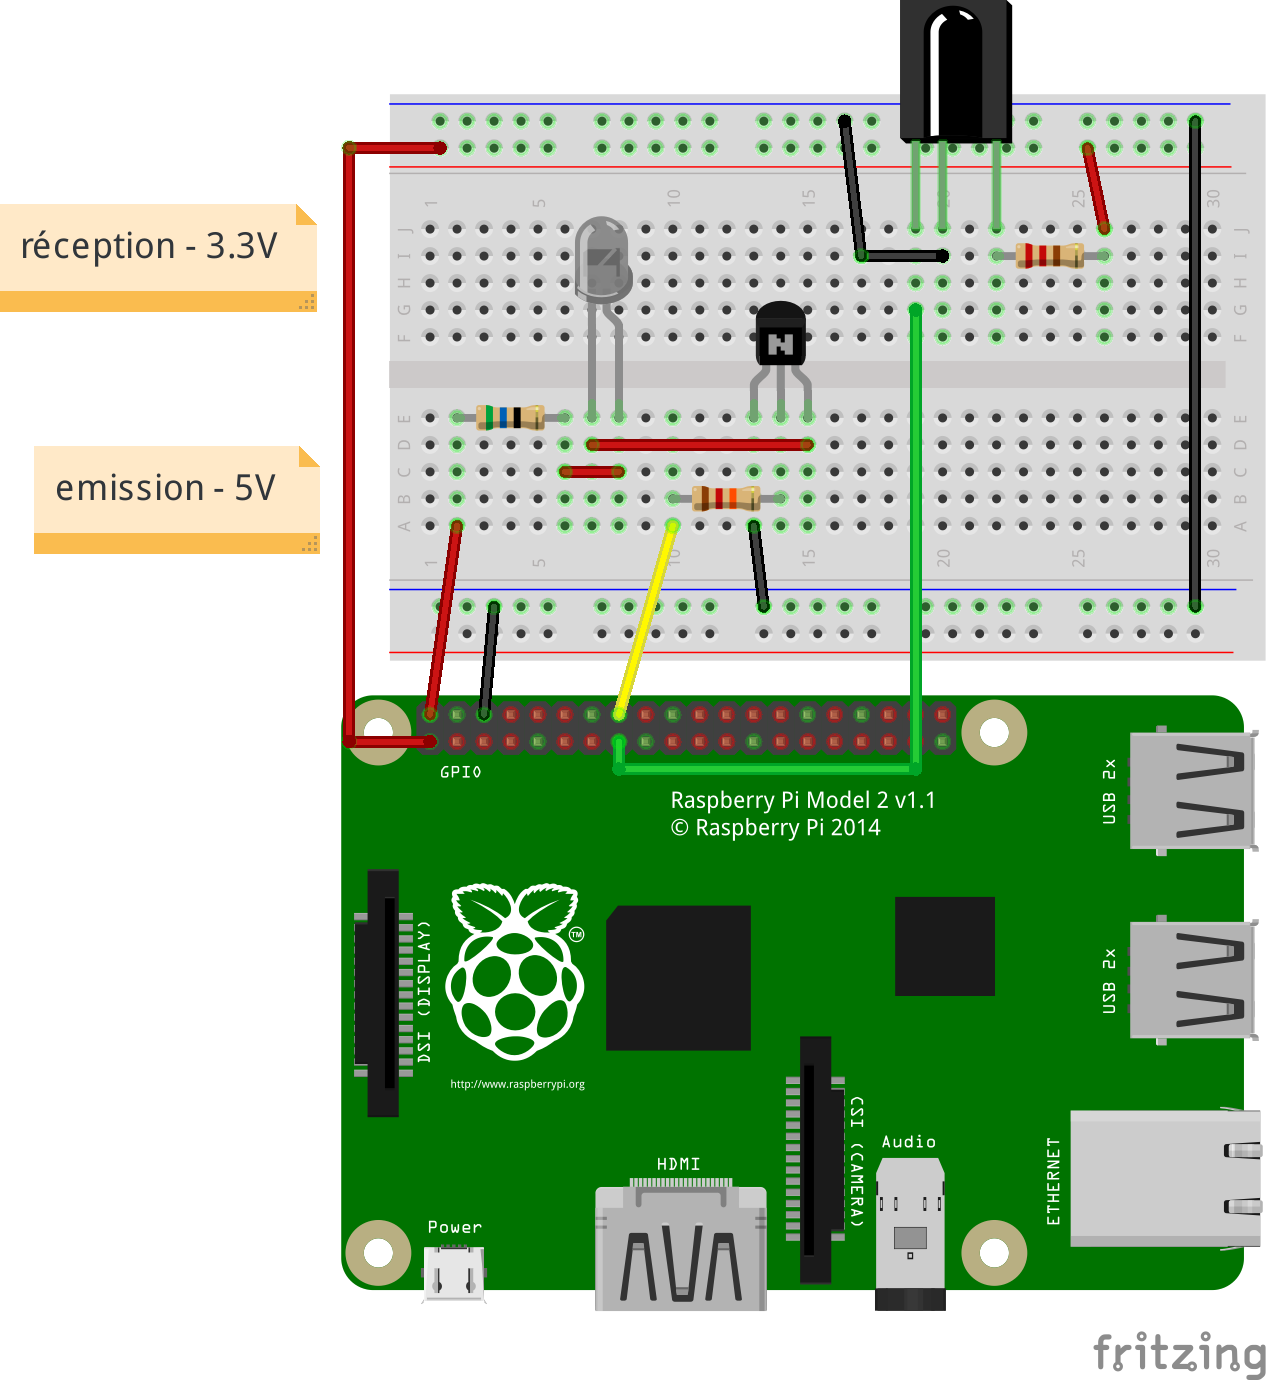 1 5 10 15 20 25 30
J
I
H
G
F
réception - 3.3V
emission - 5V
N
E
D
C
B
A
1 5 10 15 20 25 30
GPIO
Raspberry Pi Model 2 v1.1
© Raspberry Pi 2014
USB 2x
USB 2x
DSI (DISPLAY)
TM
http://www.raspberrypi.org
CSI (CAMERA)
Audio
HDMI
ETHERNET
Power
fritzing